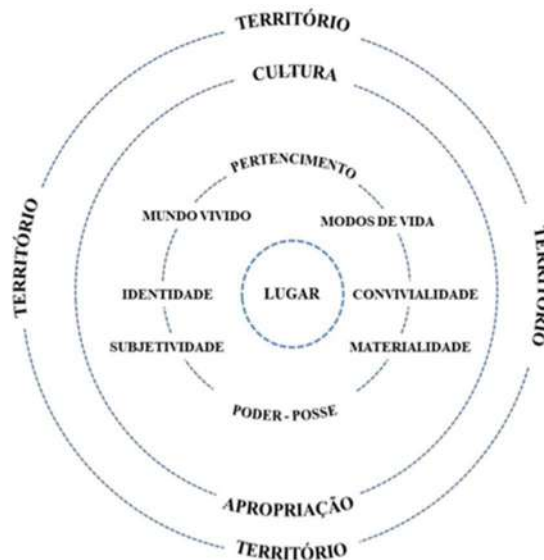 TERRITÓRIO
CULTURA
PERTENCIMENTO
MUNDO VIVIDO
MODOS DE VIDA
TERRITÓRIO
TERRITÓRIO
IDENTIDADE
LUGAR
CONVIVIALIDADE
SUBJETIVIDADE
MATERIALIDADE
PODER - POSSE
APROPRIAÇÃO
TERRITÓRIO